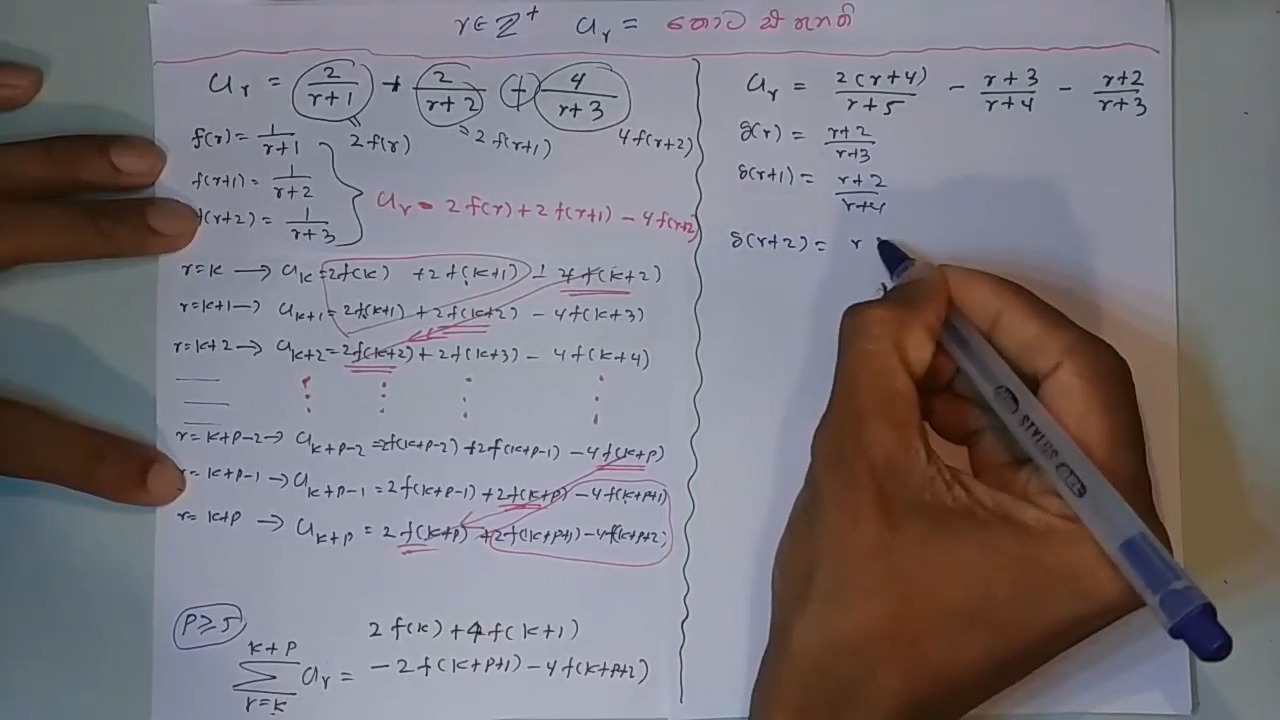 r ∈ Z⁺ U_r =
U_r = 2/(r+1) + 2/(r+2) + 4/(r+3)
f(r) = 1/(r+1) 2f(r) = 2f(r+1) 4f(r+2)
f(r+1) = 1/(r+2)
f(r+2) = 1/(r+3)
U_r = 2f(r) + 2f(r+1) - 4f(r+2)
r=k → U_k = 2f(k) + 2f(k+1) f(k+2)
r=k+1 → U_{k+1} = 2f(k+1) + 2f(k+2) - 4f(k+3)
r=k+2 → U_{k+2} = 2f(k+2) + 2f(k+3) - 4f(k+4)
r=k+p-2 → U_{k+p-2} = 2f(k+p-2) + 2f(k+p-1) - 4f(k+p)
r=k+p-1 → U_{k+p-1} = 2f(k+p-1) + 2f(k+p) - 4f(k+p+1)
r=k+p → U_{k+p} = 2f(k+p) + 2f(k+p+1) - 4f(k+p+2)
P ≥ 5
k+p
Σ U_r = 2f(k) + 4f(k+1)
- 2f(k+p+1) - 4f(k+p+2)
r=k
U_r = 2(r+4)/(r+5) - (r+3)/(r+4) - (r+2)/(r+3)
δ(r) = (r+2)/(r+3)
δ(r+1) = (r+2)/(r+4)
δ(r+2) = r